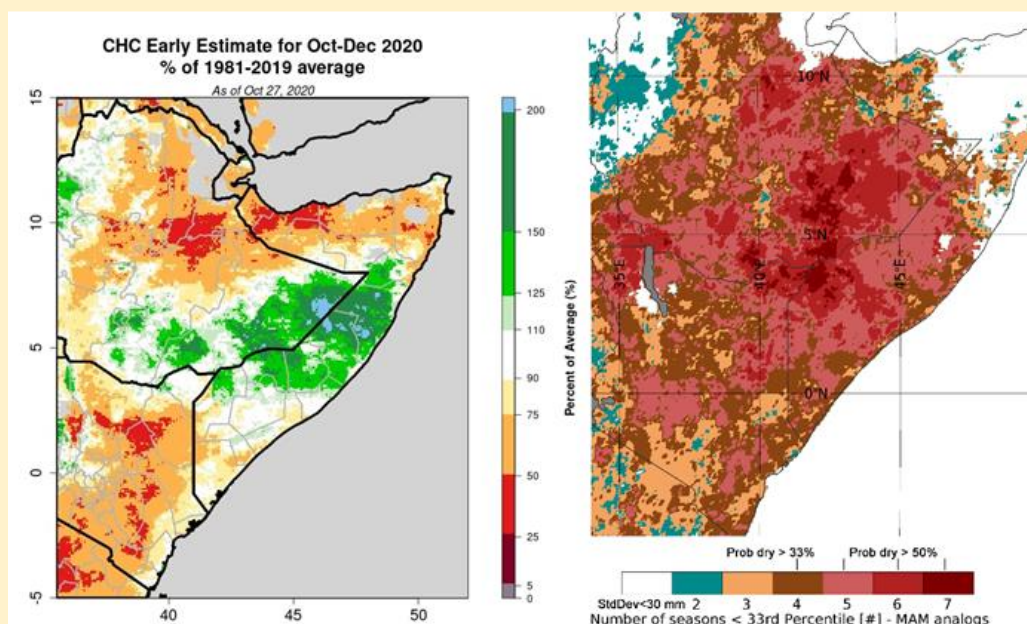 CHC Early Estimate for Oct-Dec 2020
% of 1981-2019 average
As of Oct 27, 2020
15
10
5
0
-5
40
45
50
200
150
125
110
90
75
50
25
5
0
Percent of Average (%)
10°N
5°N
0°N
35°E
40°E
45°E
Prob dry > 33%
Prob dry > 50%
StdDev<30 mm
2
3
4
5
6
7
Number of seasons < 33rd Percentile [#] - MAM analogs